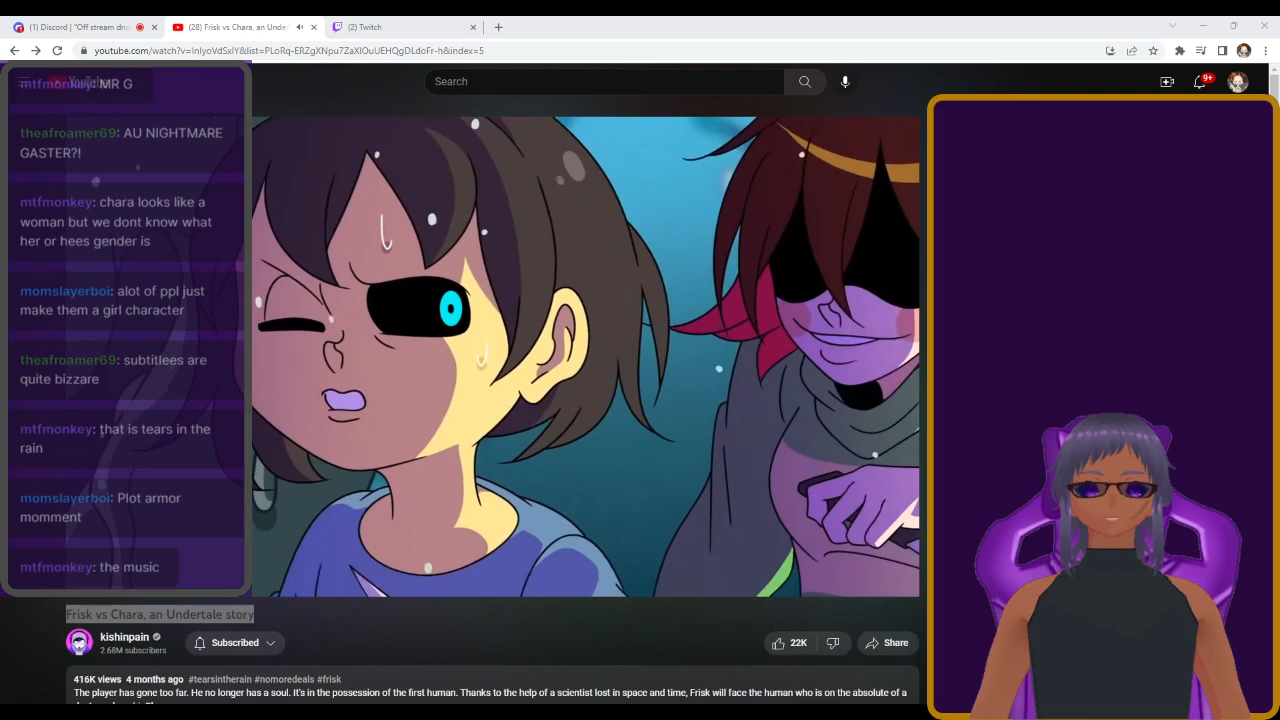 (1) Discord | "Off stream dnd
(28) Frisk vs Chara, an Under
(2) Twitch
youtube.com/watch?v=InIyoVdSxlY&list=PLoRq-ERZgXNpu7ZaXIOuUEHQgDLdoFr-h&index=5
Search
9+
mtfmonkey: MR G
theafroamer69: AU NIGHTMARE
GASTER?!
mtfmonkey: chara looks like a
woman but we dont know what
her or hees gender is
momslayerboi: alot of ppl just
make them a girl character
theafroamer69: subtitlees are
quite bizzare
mtfmonkey: that is tears in the
rain
momslayerboi: Plot armor
momment
mtfmonkey: the music
Frisk vs Chara, an Undertale story
kishinpain
2.68M subscribers
Subscribed
22K
Share
416K views 4 months ago #tearsintherain #nomoredeals #frisk
The player has gone too far. He no longer has a soul. It's in the possession of the first human. Thanks to the help of a scientist lost in space and time, Frisk will face the human who is on the absolute of a